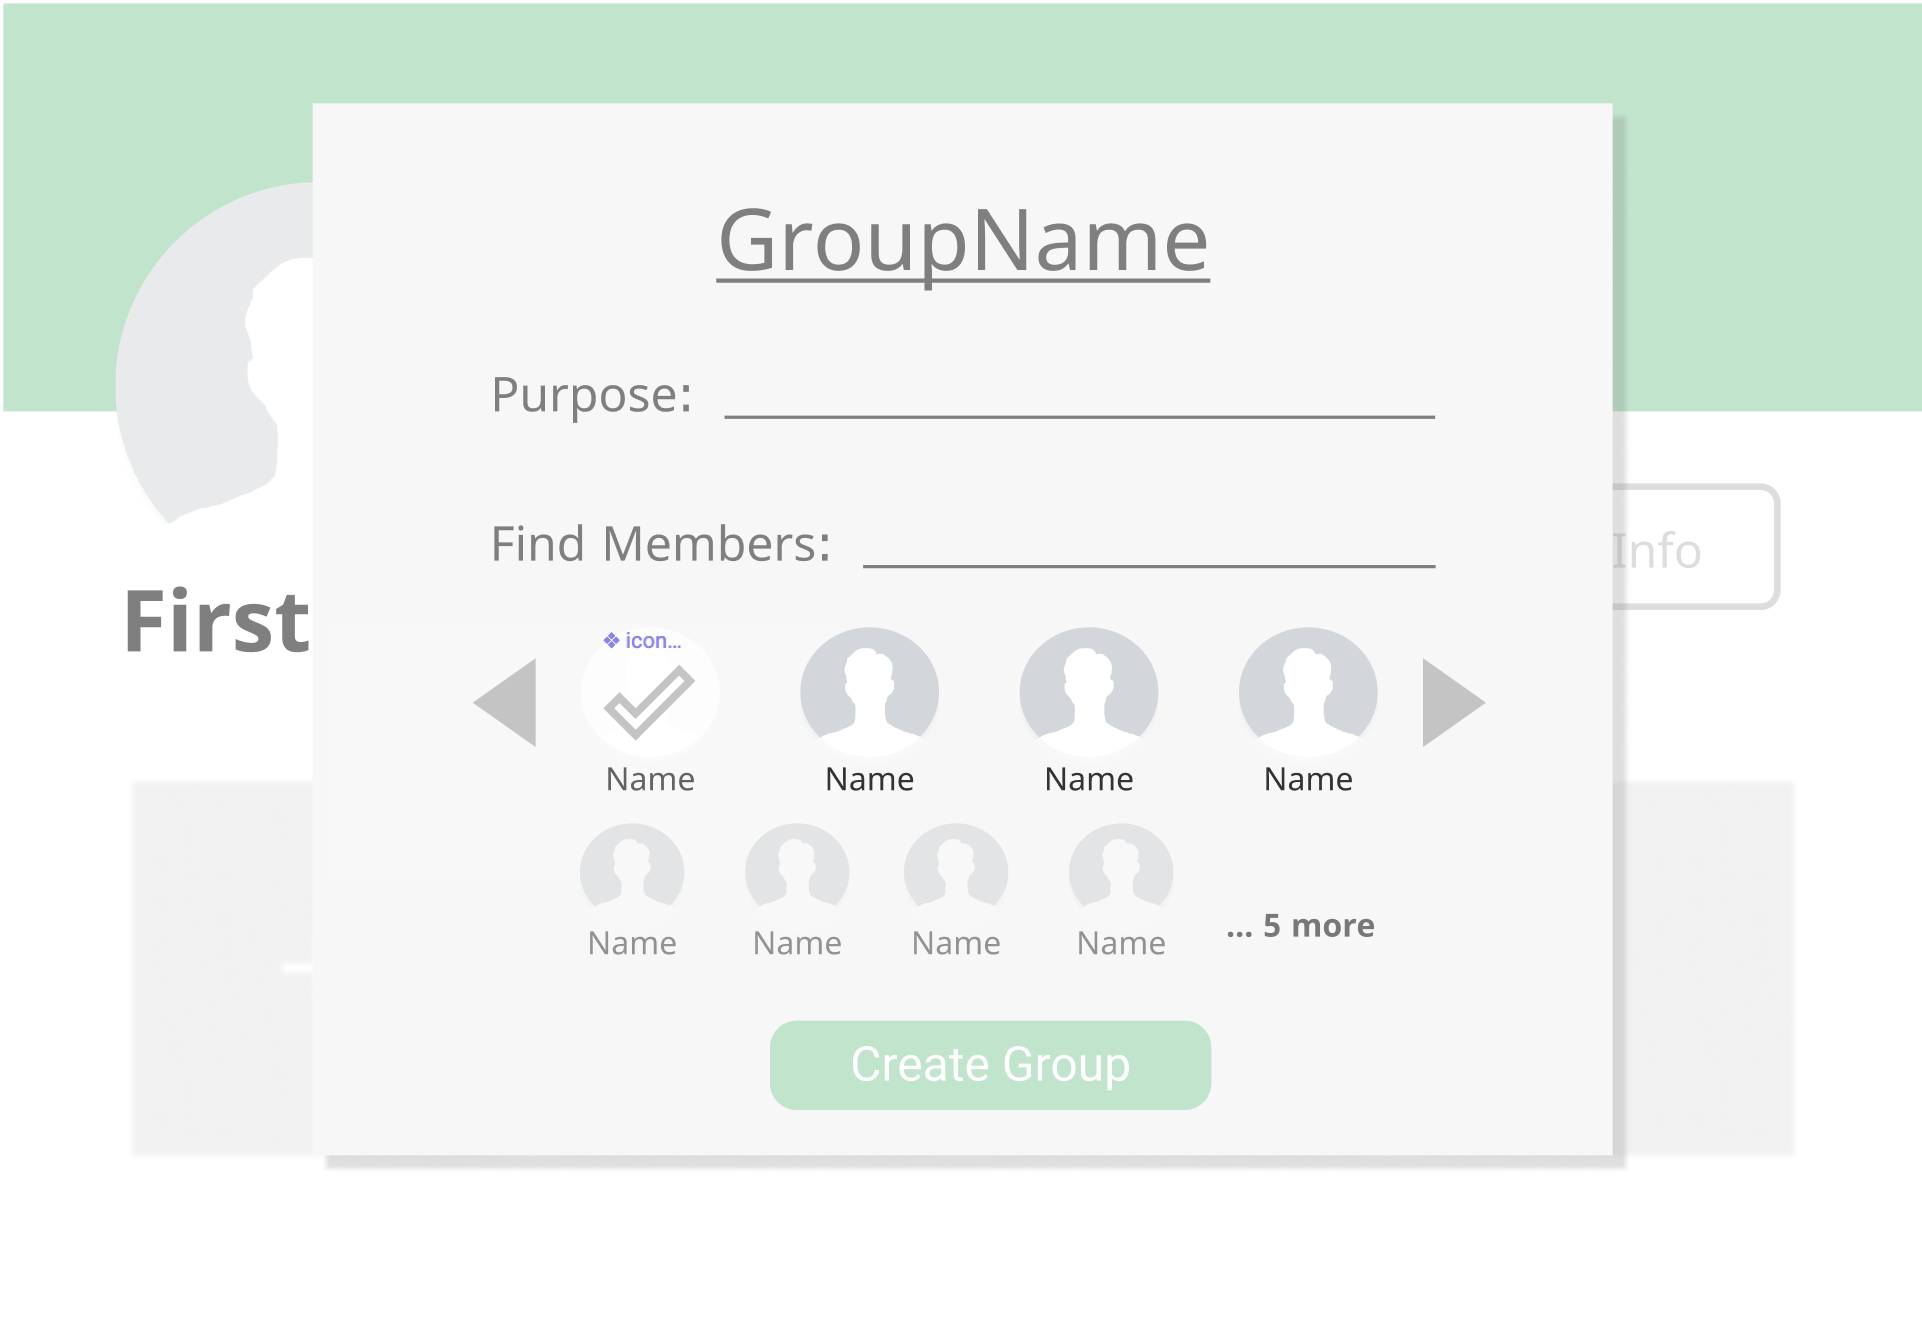 GroupName
Purpose:
Find Members:
Info
First
❖ icon...
Name Name Name Name
Name Name Name Name ... 5 more
Create Group